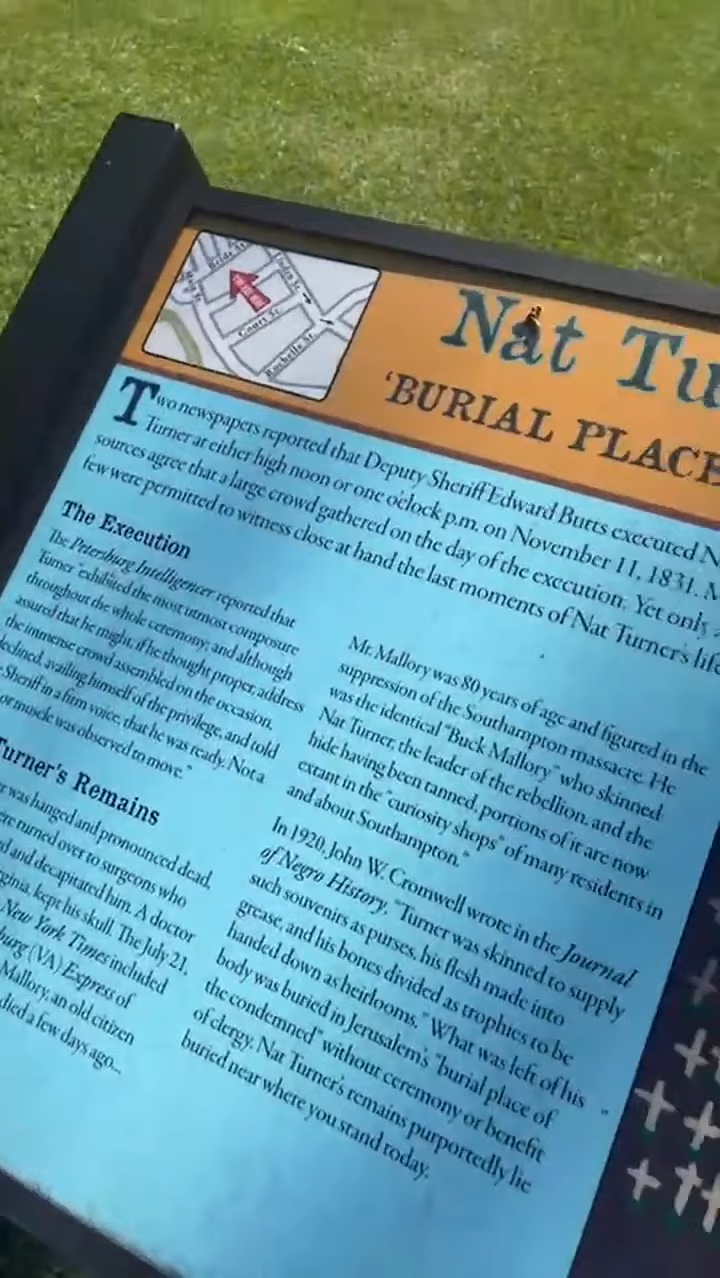 Bride St.
Court St.
Rochelle St.
Nat Tu
'BURIAL PLACE
Two newspapers reported that Deputy Sheriff Edward Butts executed N
Turner at either high noon or one o'clock p.m. on November 11, 1831. M
sources agree that a large crowd gathered on the day of the execution. Yet only a
few were permitted to witness close at hand the last moments of Nat Turner's life
The Execution
The Petersburg Intelligencer reported that
Turner "exhibited the most utmost composure
throughout the whole ceremony; and although
assured that he might, if he thought proper, address
the immense crowd assembled on the occasion,
declined, availing himself of the privilege, and told
Sheriff in a firm voice, that he was ready. Not a
or muscle was observed to move."
Turner's Remains
r was hanged and pronounced dead,
ere turned over to surgeons who
d and decapitated him. A doctor
rginia, kept his skull. The July 21,
New York Times included
burg (VA) Express of
Mallory, an old citizen
died a few days ago...
Mr. Mallory was 80 years of age and figured in the
suppression of the Southampton massacre. He
was the identical "Buck Mallory" who skinned
Nat Turner, the leader of the rebellion, and the
hide having been tanned, portions of it are now
extant in the "curiosity shops" of many residents in
and about Southampton."
In 1920, John W. Cromwell wrote in the Journal
of Negro History, "Turner was skinned to supply
such souvenirs as purses, his flesh made into
grease, and his bones divided as trophies to be
handed down as heirlooms." What was left of his
body was buried in Jerusalem's "burial place of
the condemned" without ceremony or benefit
of clergy. Nat Turner's remains purportedly lie
buried near where you stand today.